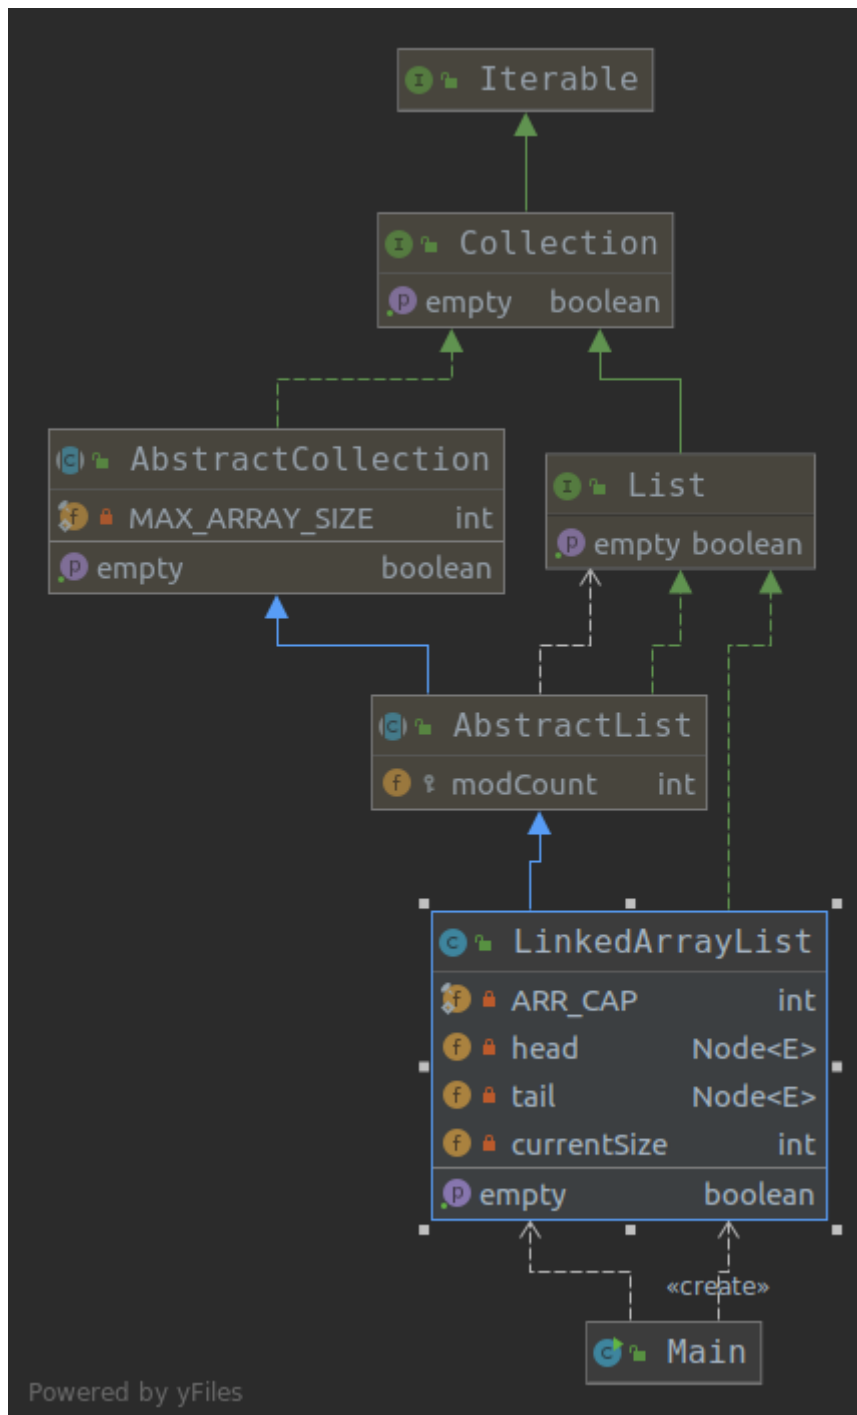 Iterable
Collection
empty boolean
AbstractCollection
MAX_ARRAY_SIZE int
empty boolean
List
empty boolean
AbstractList
modCount int
LinkedArrayList
ARR_CAP int
head Node<E>
tail Node<E>
currentSize int
empty boolean
«create»
Main
Powered by yFiles